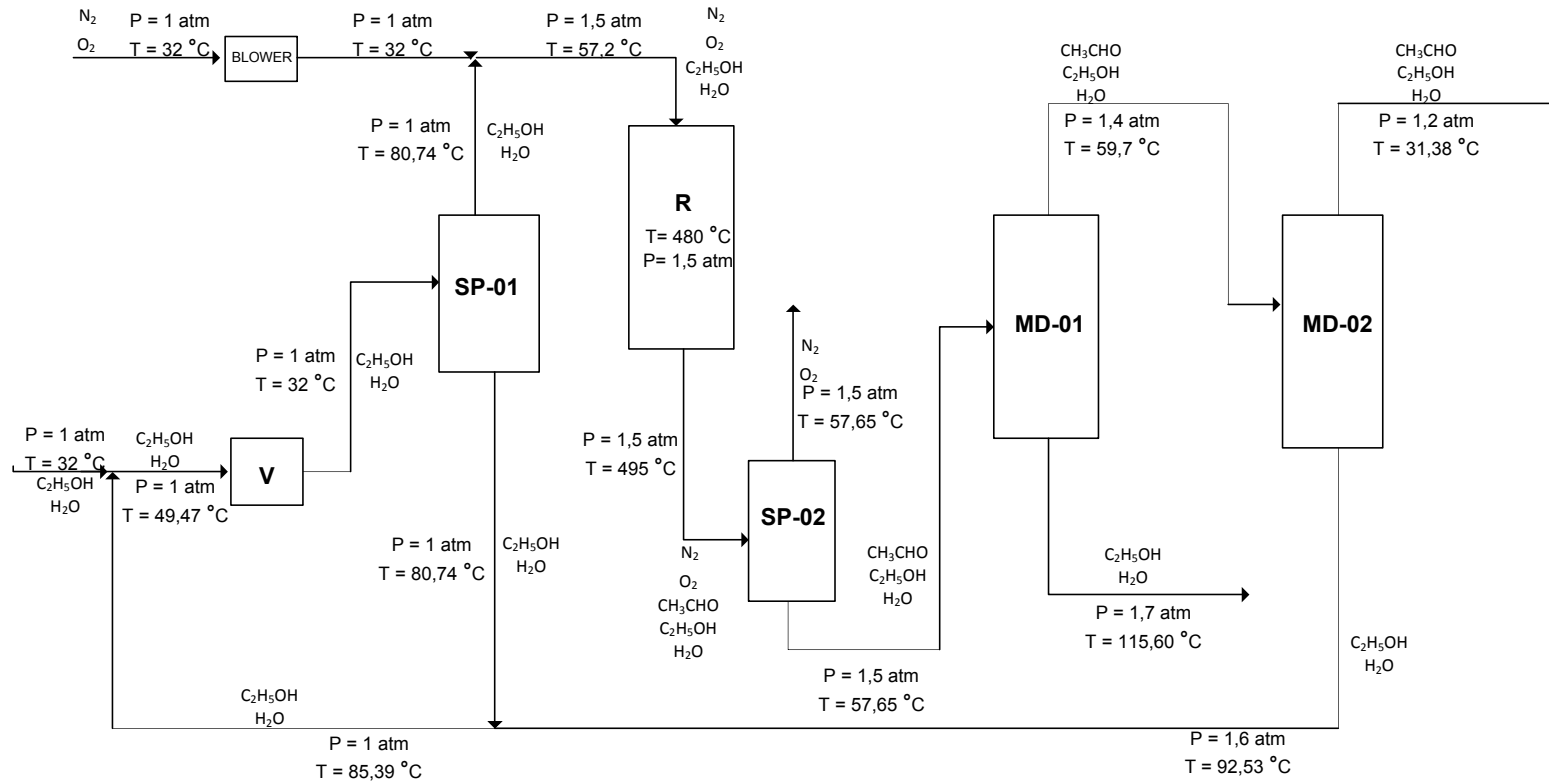 N₂
O₂
P = 1 atm
T = 32 °C
BLOWER
P = 1 atm
T = 32 °C
P = 1,5 atm
T = 57,2 °C
N₂
O₂
C₂H₅OH
H₂O
P = 1 atm
T = 80,74 °C
C₂H₅OH
H₂O
R
T= 480 °C
P= 1,5 atm
CH₃CHO
C₂H₅OH
H₂O
P = 1,4 atm
T = 59,7 °C
CH₃CHO
C₂H₅OH
H₂O
P = 1,2 atm
T = 31,38 °C
SP-01
MD-01
MD-02
P = 1 atm
T = 32 °C
C₂H₅OH
H₂O
N₂
O₂
P = 1,5 atm
T = 57,65 °C
P = 1 atm
T = 32 °C
C₂H₅OH
H₂O
C₂H₅OH
H₂O
P = 1 atm
T = 49,47 °C
V
P = 1,5 atm
T = 495 °C
SP-02
P = 1 atm
T = 80,74 °C
C₂H₅OH
H₂O
N₂
O₂
CH₃CHO
C₂H₅OH
H₂O
CH₃CHO
C₂H₅OH
H₂O
C₂H₅OH
H₂O
P = 1,7 atm
T = 115,60 °C
C₂H₅OH
H₂O
P = 1,5 atm
T = 57,65 °C
C₂H₅OH
H₂O
P = 1 atm
T = 85,39 °C
P = 1,6 atm
T = 92,53 °C